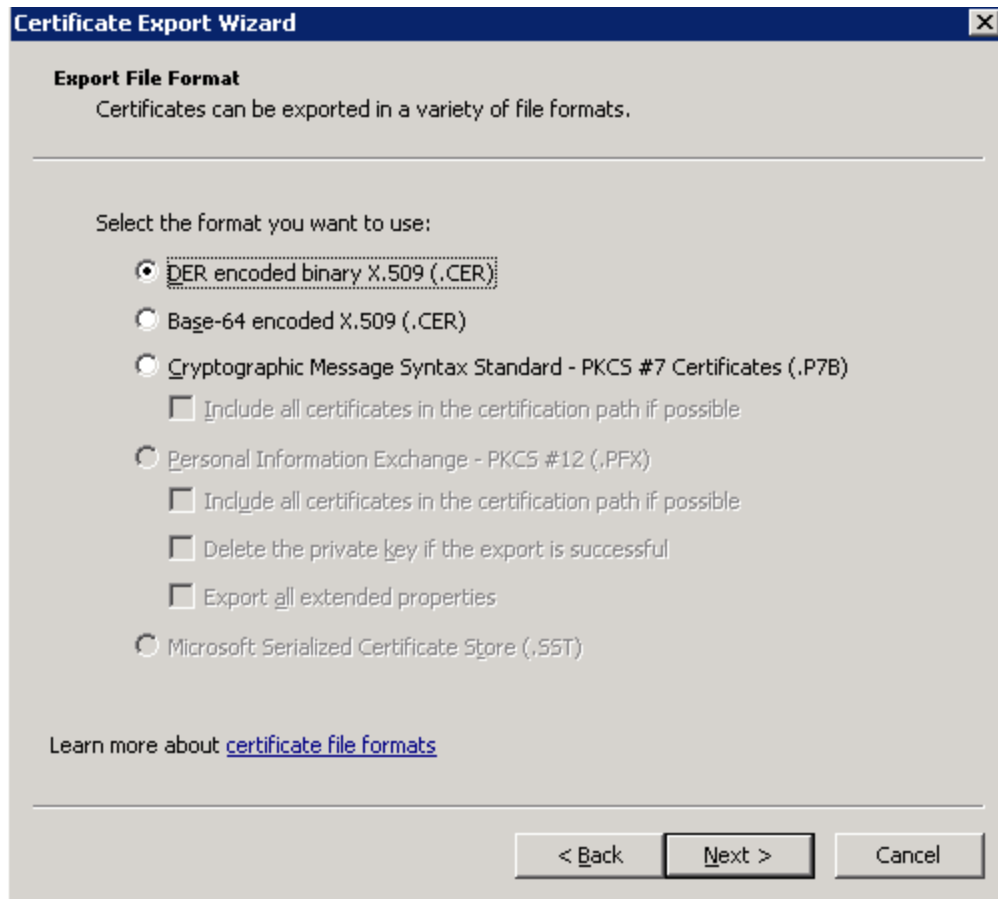 Certificate Export Wizard
Export File Format
Certificates can be exported in a variety of file formats.
Select the format you want to use:
DER encoded binary X.509 (.CER)
Base-64 encoded X.509 (.CER)
Cryptographic Message Syntax Standard - PKCS #7 Certificates (.P7B)
Include all certificates in the certification path if possible
Personal Information Exchange - PKCS #12 (.PFX)
Include all certificates in the certification path if possible
Delete the private key if the export is successful
Export all extended properties
Microsoft Serialized Certificate Store (.SST)
Learn more about certificate file formats
< Back Next > Cancel